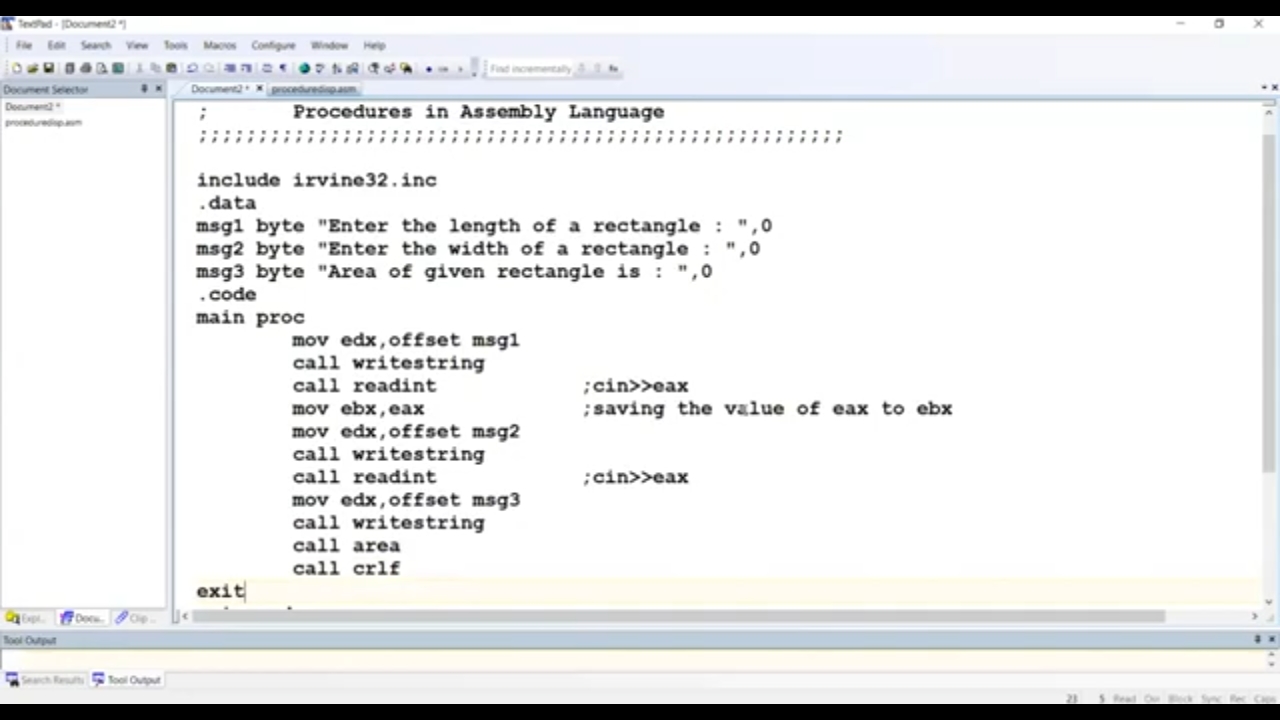 TextPad - [Document2 *]
File Edit Search View Tools Macros Configure Window Help
Find incrementally
Document Selector
Document2 * proceduredisp.asm
Document2 *
proceduredisp.asm
; Procedures in Assembly Language
;;;;;;;;;;;;;;;;;;;;;;;;;;;;;;;;;;;;;;;;;;;;;;;;;;;;;;
include irvine32.inc
.data
msg1 byte "Enter the length of a rectangle : ",0
msg2 byte "Enter the width of a rectangle : ",0
msg3 byte "Area of given rectangle is : ",0
.code
main proc
mov edx,offset msg1
call writestring
call readint ;cin>>eax
mov ebx,eax ;saving the value of eax to ebx
mov edx,offset msg2
call writestring
call readint ;cin>>eax
mov edx,offset msg3
call writestring
call area
call crlf
exit
Expl... Docu... Clip ...
Tool Output
Search Results Tool Output
23 5 Read Ovr Block Sync Rec Caps